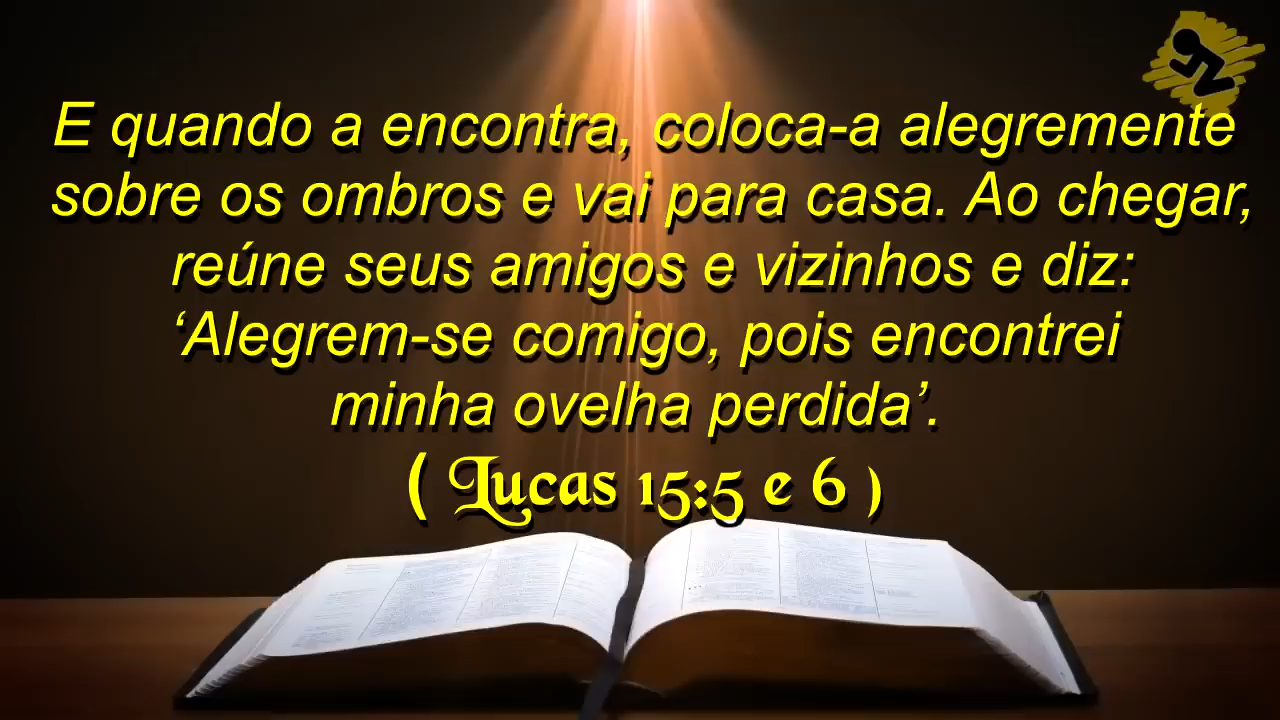 E quando a encontra, coloca-a alegremente
sobre os ombros e vai para casa. Ao chegar,
reúne seus amigos e vizinhos e diz:
‘Alegrem-se comigo, pois encontrei
minha ovelha perdida’.
( Lucas 15:5 e 6 )